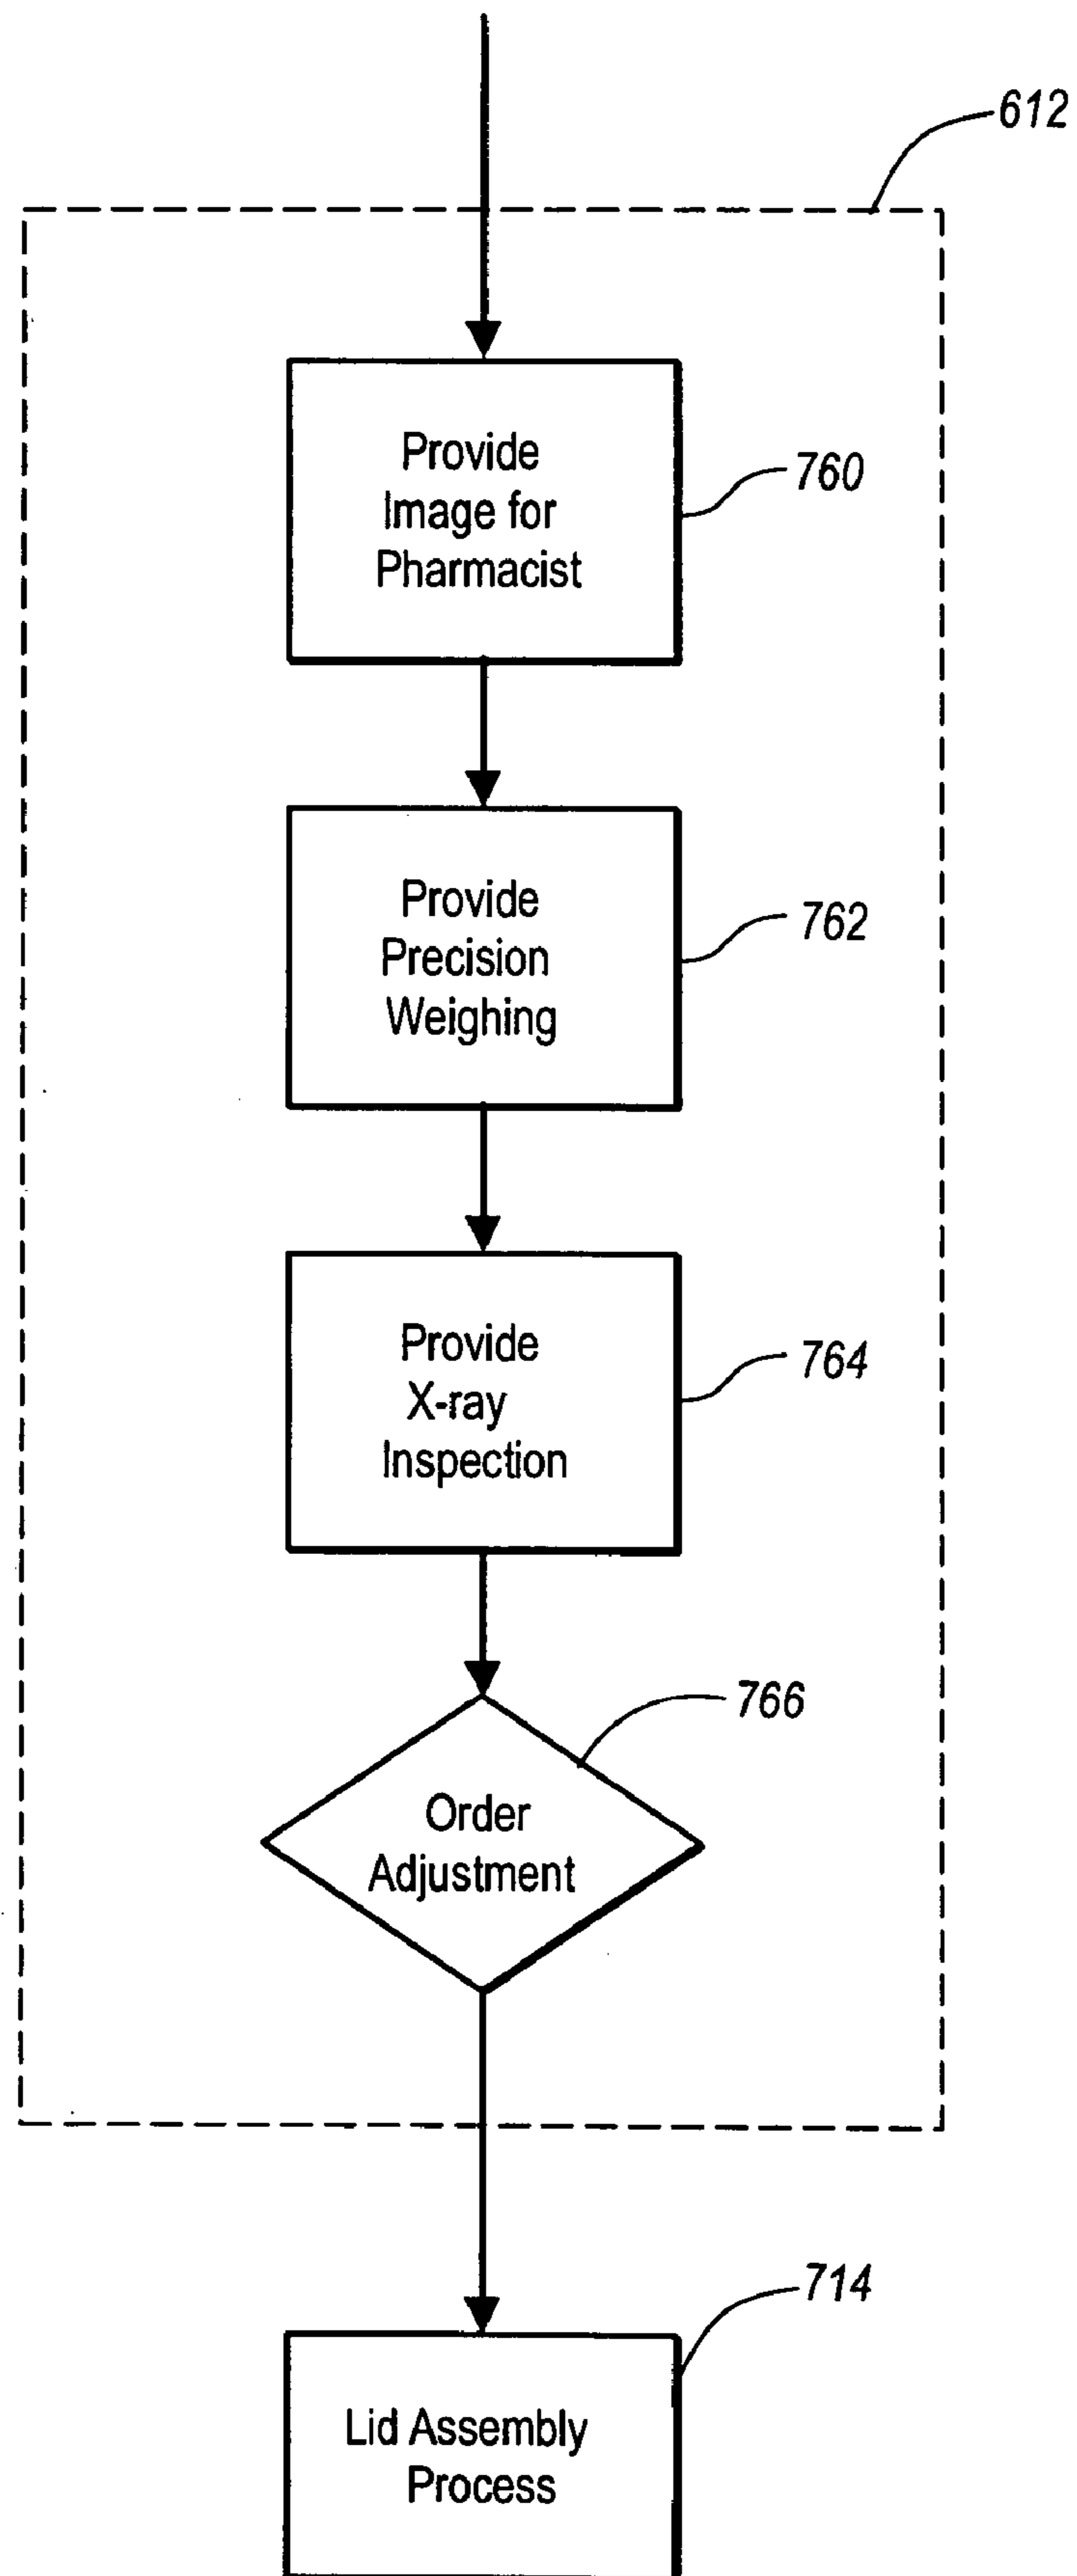 612
Provide
Image for
Pharmacist
760
Provide
Precision
Weighing
762
Provide
X-ray
Inspection
764
766
Order
Adjustment
714
Lid Assembly
Process